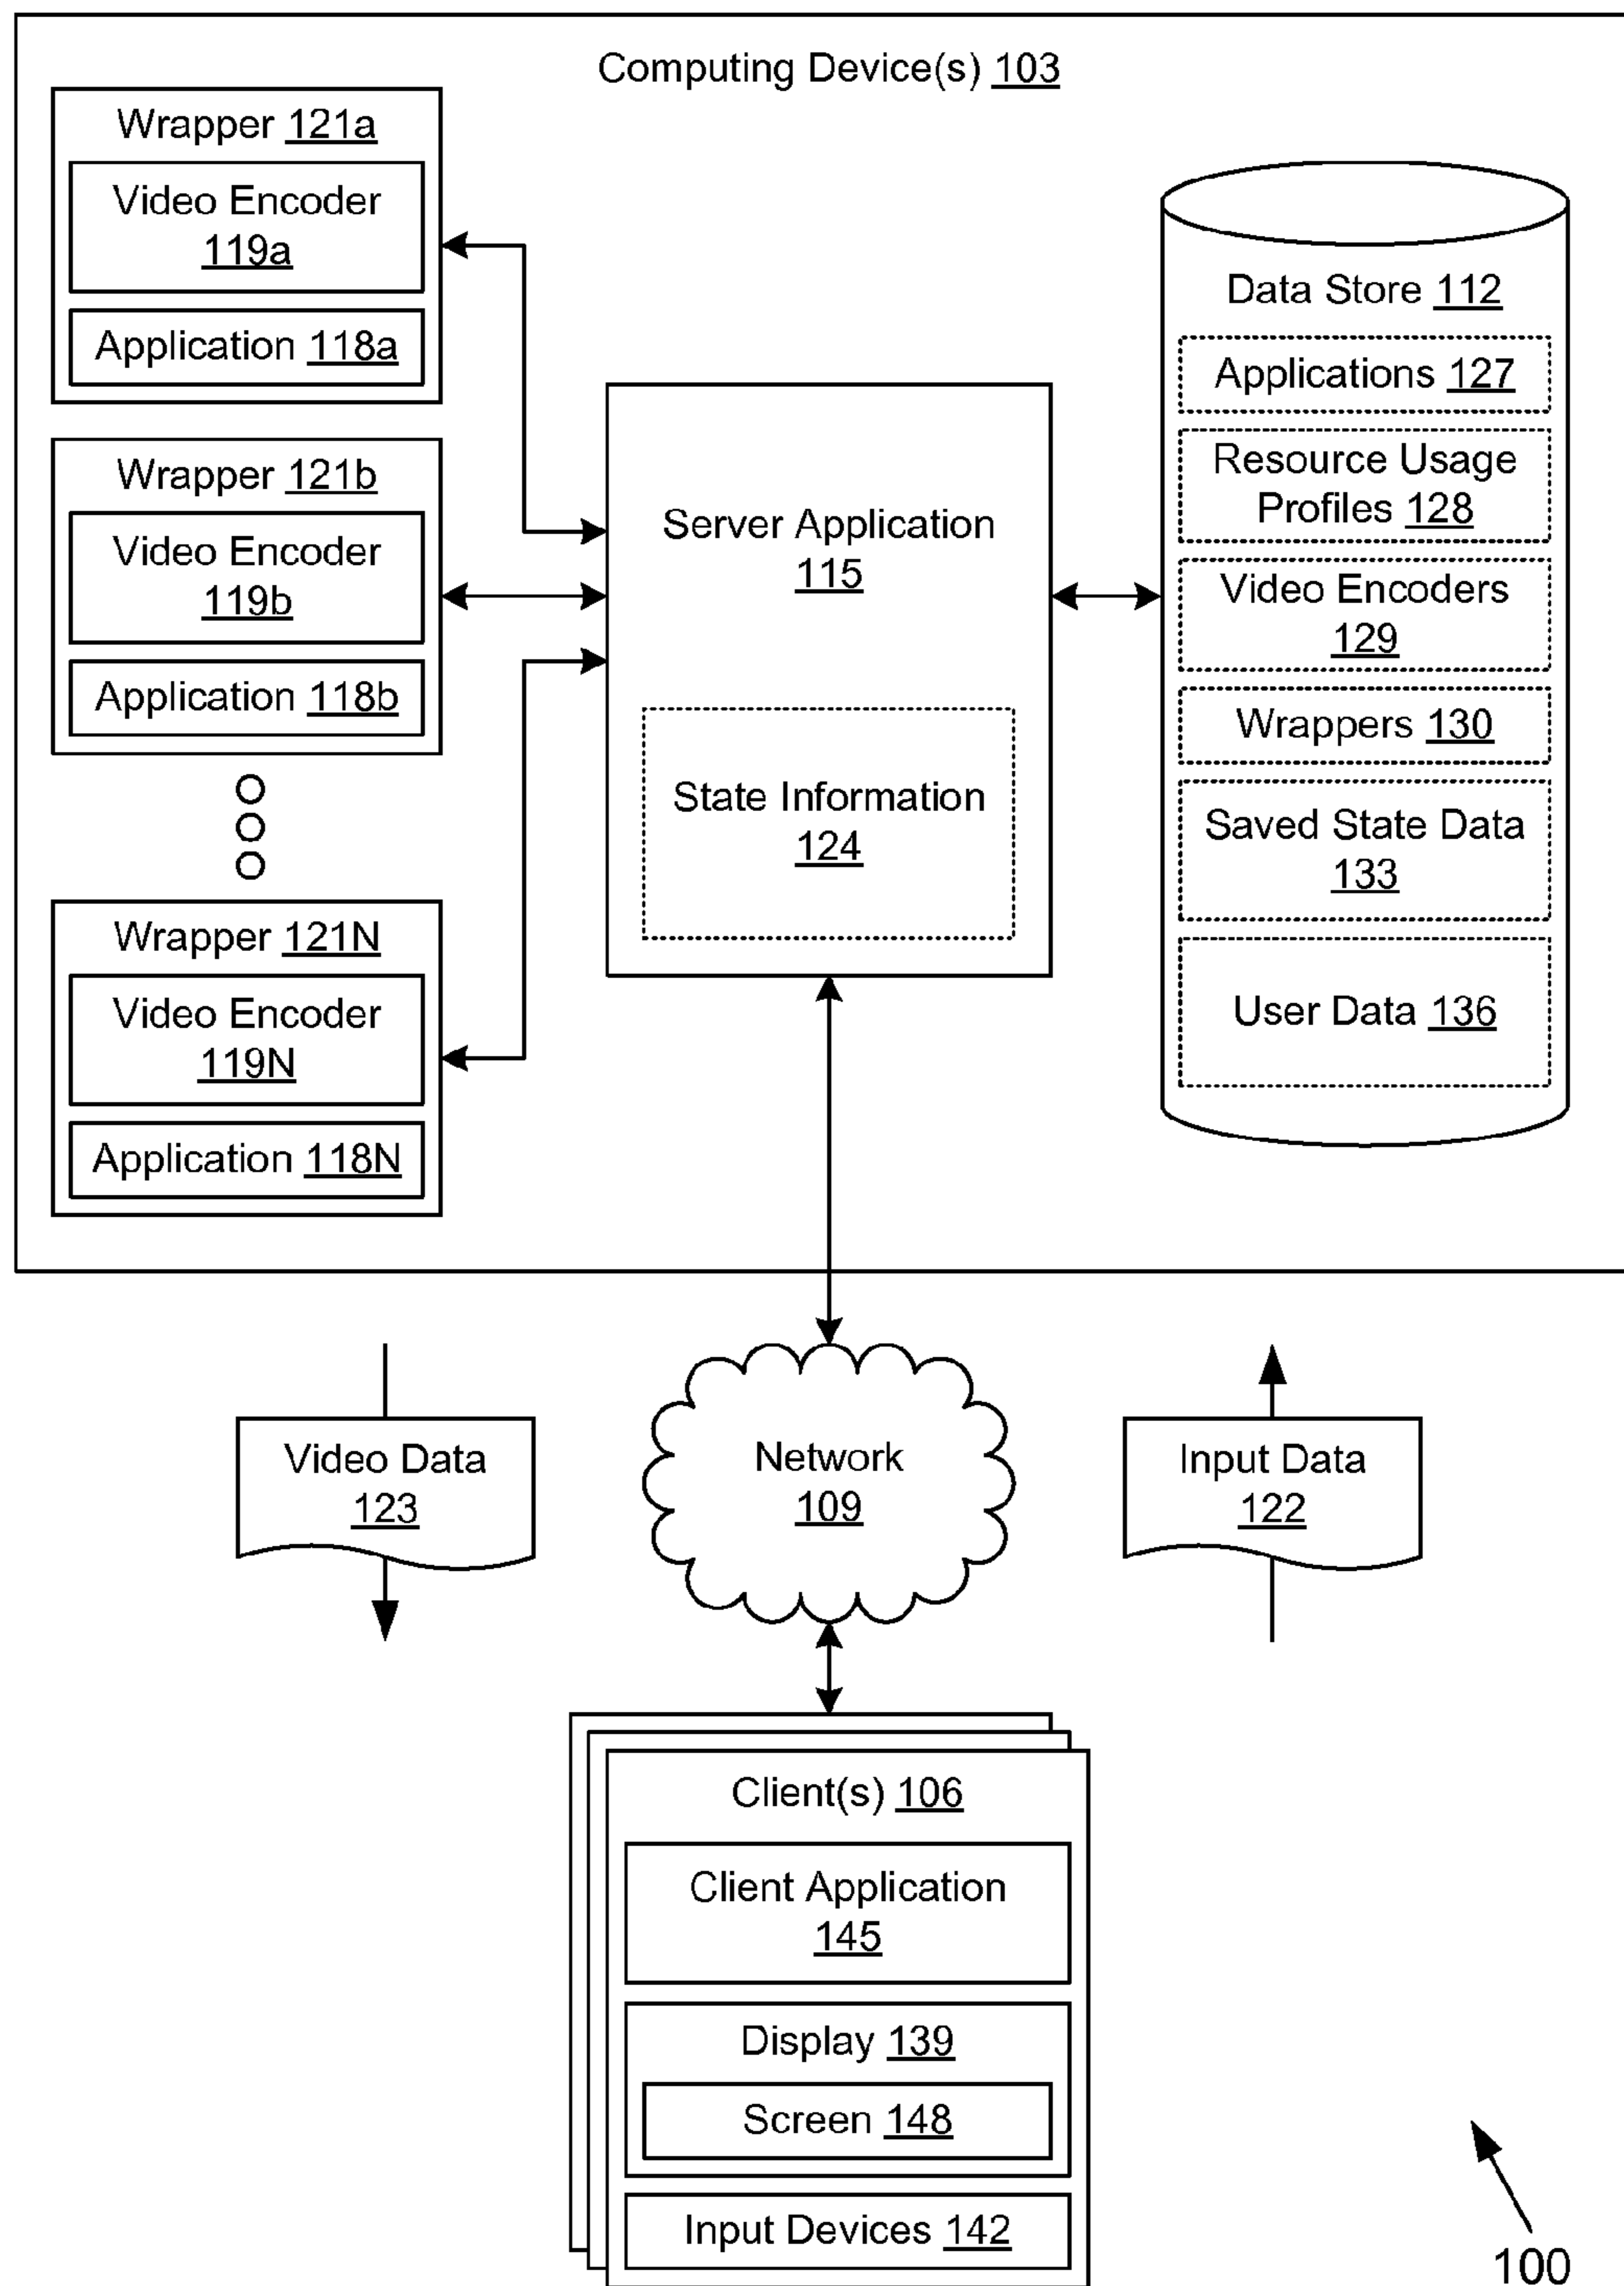 Computing Device(s) 103
Wrapper 121a
Video Encoder
119a
Application 118a
Wrapper 121b
Video Encoder
119b
Application 118b
Wrapper 121N
Video Encoder
119N
Application 118N
Server Application
115
State Information
124
Data Store 112
Applications 127
Resource Usage
Profiles 128
Video Encoders
129
Wrappers 130
Saved State Data
133
User Data 136
Video Data
123
Network
109
Input Data
122
Client(s) 106
Client Application
145
Display 139
Screen 148
Input Devices 142
100